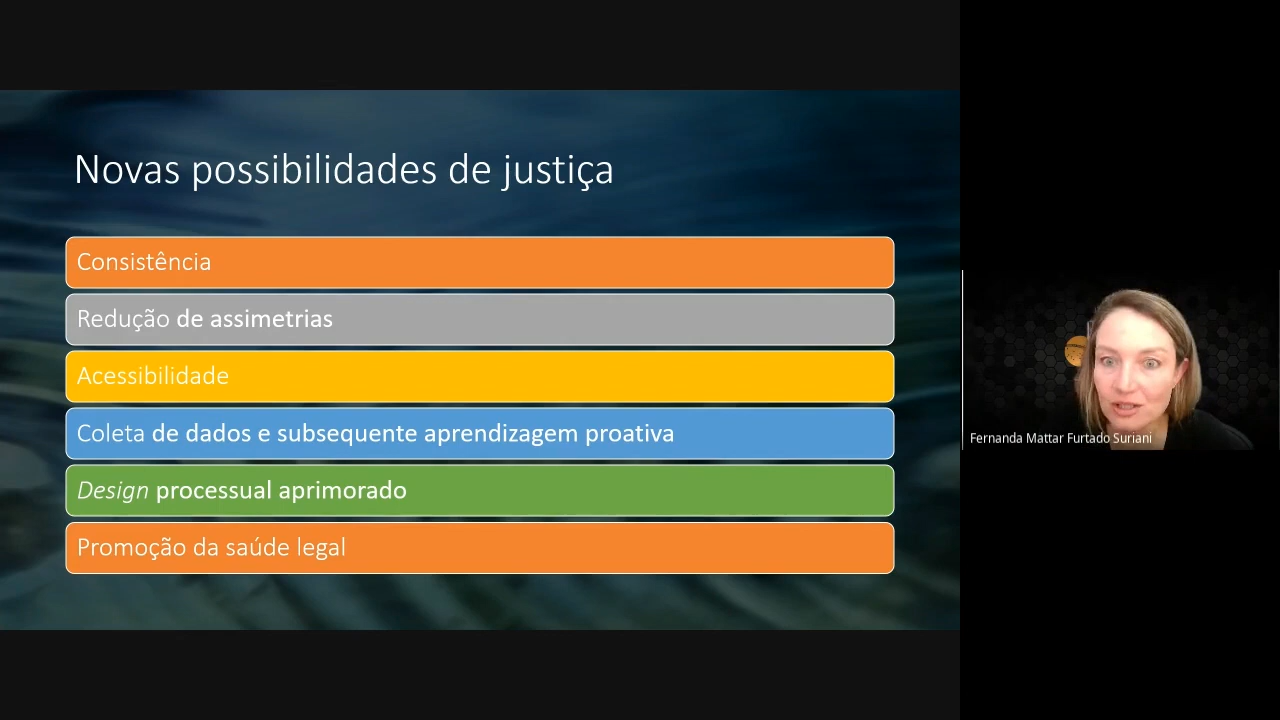 Novas possibilidades de justiça
Consistência
Redução de assimetrias
Acessibilidade
Coleta de dados e subsequente aprendizagem proativa
Design processual aprimorado
Promoção da saúde legal
Fernanda Mattar Furtado Suriani